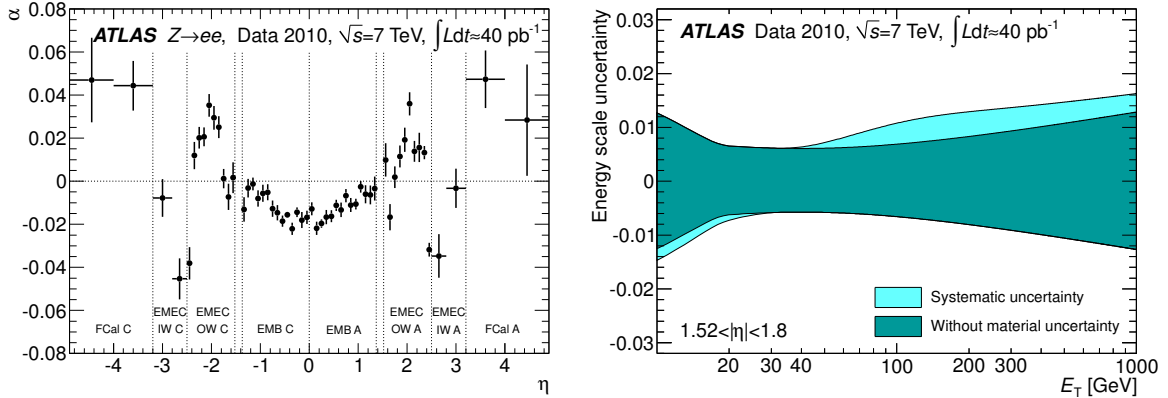 α
0.08
0.06
0.04
0.02
0
-0.02
-0.04
-0.06
-0.08
ATLAS Z→ee, Data 2010, √s=7 TeV, ∫Ldt≈40 pb⁻¹
FCal C
EMEC
IW C
EMEC
OW C
EMB C
EMB A
EMEC
OW A
EMEC
IW A
FCal A
-4 -3 -2 -1 0 1 2 3 4
η
Energy scale uncertainty
0.03
0.02
0.01
0
-0.01
-0.02
-0.03
ATLAS Data 2010, √s=7 TeV, ∫Ldt≈40 pb⁻¹
Systematic uncertainty
Without material uncertainty
1.52<|η|<1.8
20 30 40 100 200 300 1000
E_T [GeV]